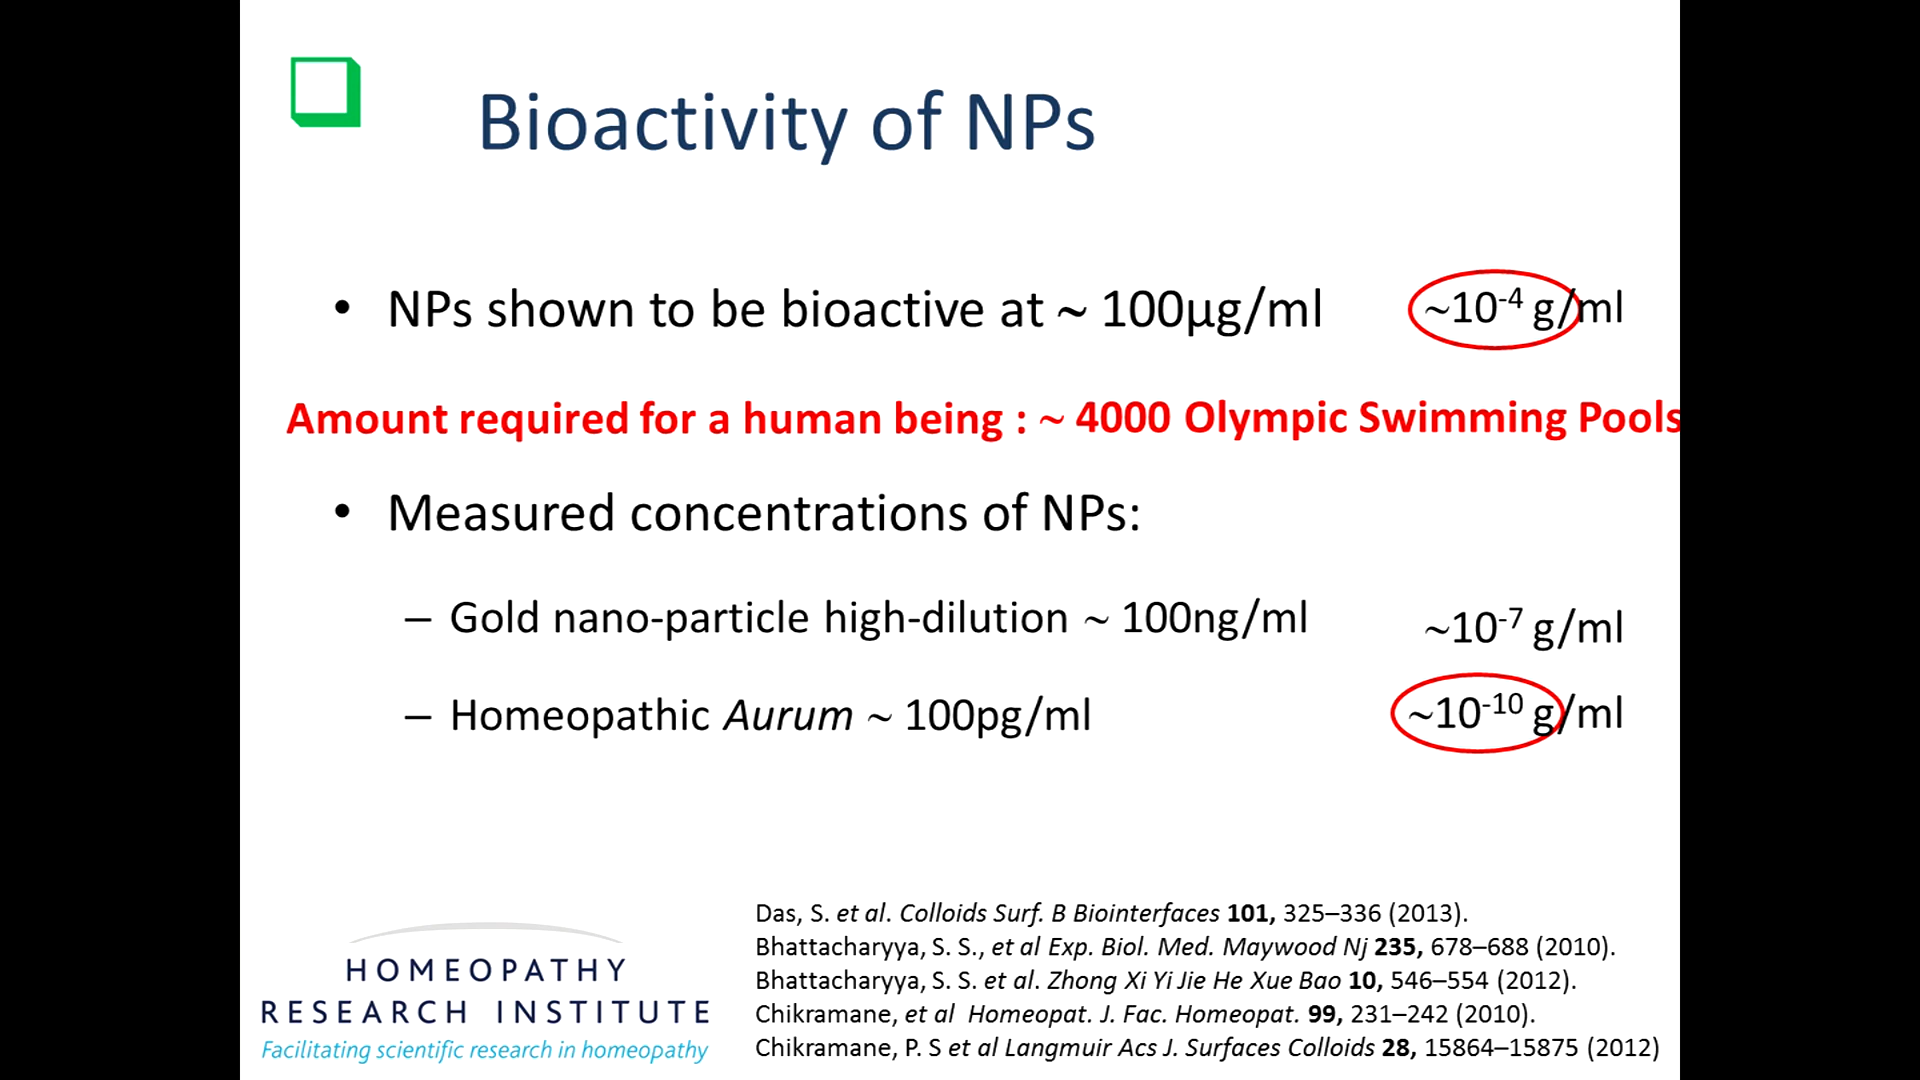 Bioactivity of NPs
• NPs shown to be bioactive at ~ 100µg/ml ~10⁻⁴ g/ml
Amount required for a human being : ~ 4000 Olympic Swimming Pools
• Measured concentrations of NPs:
– Gold nano-particle high-dilution ~ 100ng/ml ~10⁻⁷ g/ml
– Homeopathic Aurum ~ 100pg/ml ~10⁻¹⁰ g/ml
Das, S. et al. Colloids Surf. B Biointerfaces 101, 325–336 (2013).
Bhattacharyya, S. S., et al Exp. Biol. Med. Maywood Nj 235, 678–688 (2010).
Bhattacharyya, S. S. et al. Zhong Xi Yi Jie He Xue Bao 10, 546–554 (2012).
Chikramane, et al Homeopat. J. Fac. Homeopat. 99, 231–242 (2010).
Chikramane, P. S et al Langmuir Acs J. Surfaces Colloids 28, 15864–15875 (2012)
HOMEOPATHY
RESEARCH INSTITUTE
Facilitating scientific research in homeopathy